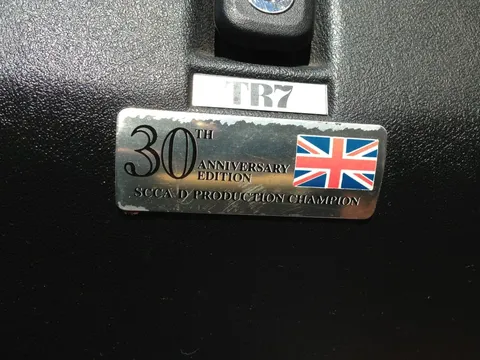 TR7
30TH
ANNIVERSARY
EDITION
SCCA D PRODUCTION CHAMPION